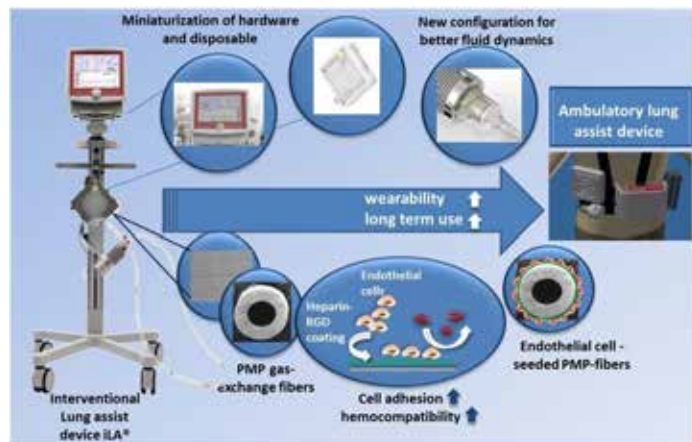 Miniaturization of hardware
and disposable
New configuration for
better fluid dynamics
Ambulatory lung
assist device
wearability
long term use
Endothelial
cells
Heparin-
RGD
coating
PMP gas-
exchange fibers
Cell adhesion
hemocompatibility
Endothelial cell -
seeded PMP-fibers
Interventional
Lung assist
device iLA®